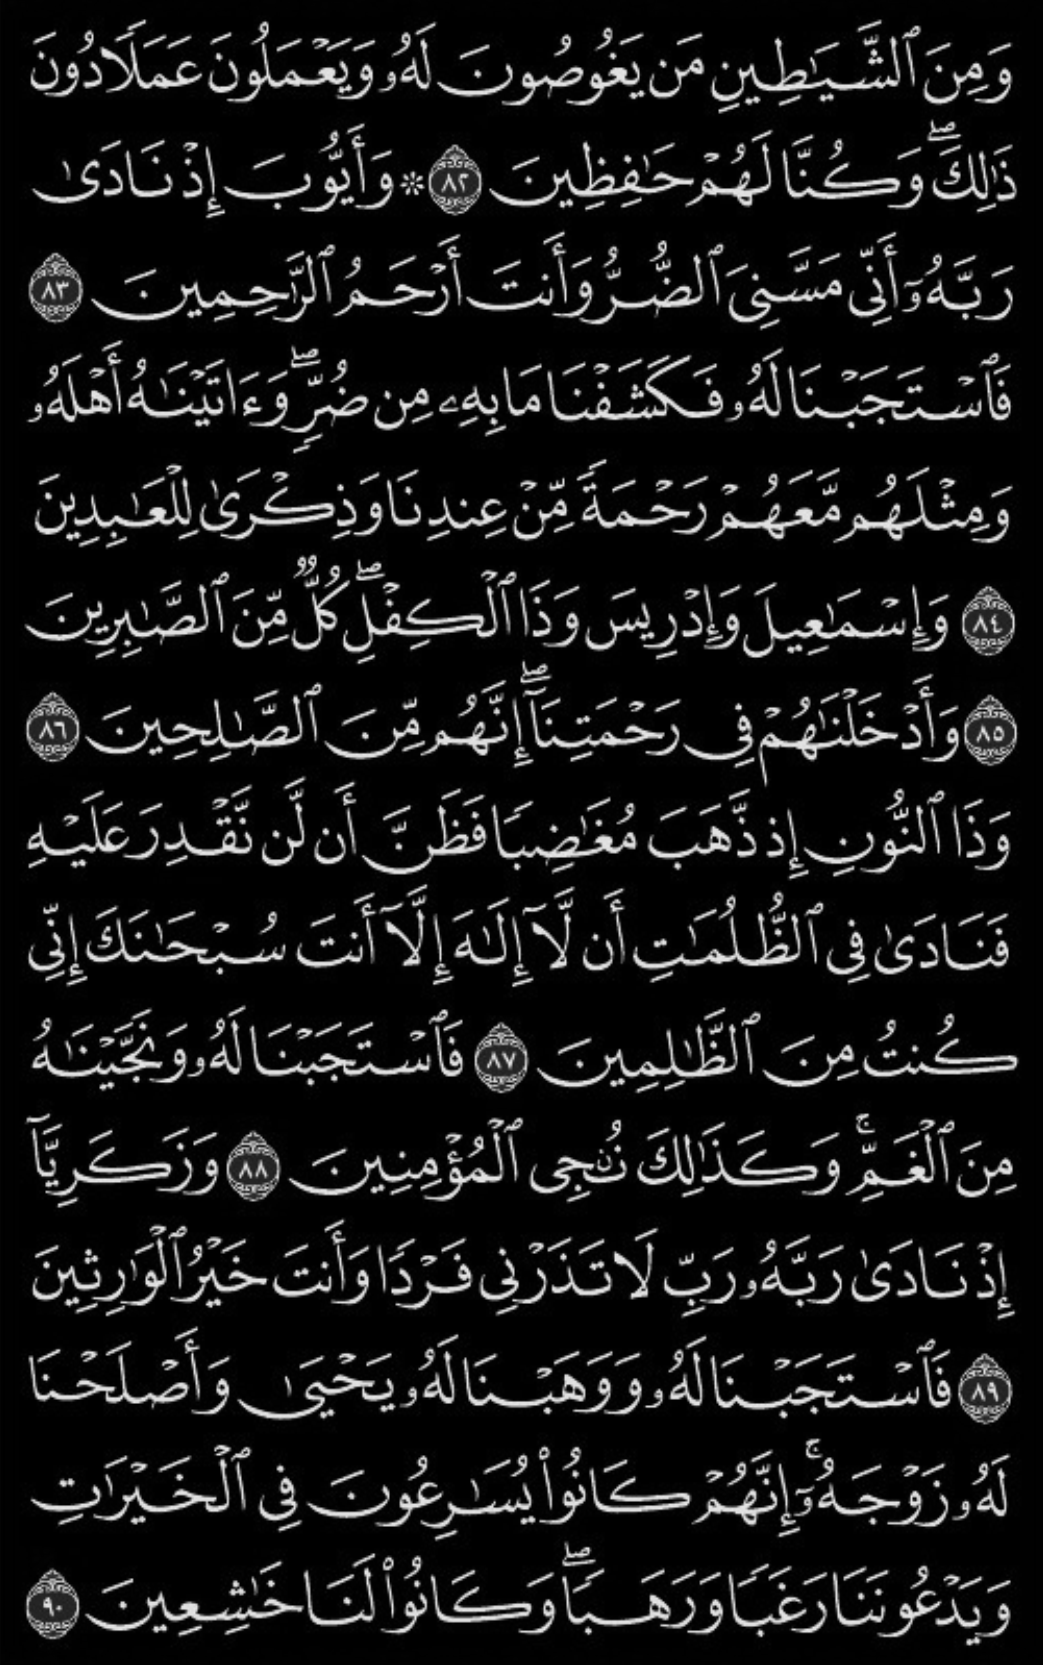 وَمِنَ ٱلشَّيَـٰطِينِ مَن يَغُوصُونَ لَهُۥ وَيَعۡمَلُونَ عَمَلٗا دُونَ
ذَٰلِكَۖ وَكُنَّا لَهُمۡ حَٰفِظِينَ ٨٢ ۞ وَأَيُّوبَ إِذۡ نَادَىٰ
رَبَّهُۥٓ أَنِّي مَسَّنِيَ ٱلضُّرُّ وَأَنتَ أَرۡحَمُ ٱلرَّٰحِمِينَ ٨٣
فَٱسۡتَجَبۡنَا لَهُۥ فَكَشَفۡنَا مَا بِهِۦ مِن ضُرّٖۖ وَءَاتَيۡنَٰهُ أَهۡلَهُۥ
وَمِثۡلَهُم مَّعَهُمۡ رَحۡمَةٗ مِّنۡ عِندِنَا وَذِكۡرَىٰ لِلۡعَٰبِدِينَ
٨٤ وَإِسۡمَٰعِيلَ وَإِدۡرِيسَ وَذَا ٱلۡكِفۡلِۖ كُلّٞ مِّنَ ٱلصَّٰبِرِينَ
٨٥ وَأَدۡخَلۡنَٰهُمۡ فِي رَحۡمَتِنَآۖ إِنَّهُم مِّنَ ٱلصَّٰلِحِينَ ٨٦
وَذَا ٱلنُّونِ إِذ ذَّهَبَ مُغَٰضِبٗا فَظَنَّ أَن لَّن نَّقۡدِرَ عَلَيۡهِ
فَنَادَىٰ فِي ٱلظُّلُمَٰتِ أَن لَّآ إِلَٰهَ إِلَّآ أَنتَ سُبۡحَٰنَكَ إِنِّي
كُنتُ مِنَ ٱلظَّٰلِمِينَ ٨٧ فَٱسۡتَجَبۡنَا لَهُۥ وَنَجَّيۡنَٰهُ
مِنَ ٱلۡغَمِّۚ وَكَذَٰلِكَ نُـۨجِي ٱلۡمُؤۡمِنِينَ ٨٨ وَزَكَرِيَّآ
إِذۡ نَادَىٰ رَبَّهُۥ رَبِّ لَا تَذَرۡنِي فَرۡدٗا وَأَنتَ خَيۡرُ ٱلۡوَٰرِثِينَ
٨٩ فَٱسۡتَجَبۡنَا لَهُۥ وَوَهَبۡنَا لَهُۥ يَحۡيَىٰ وَأَصۡلَحۡنَا
لَهُۥ زَوۡجَهُۥٓۚ إِنَّهُمۡ كَانُواْ يُسَٰرِعُونَ فِي ٱلۡخَيۡرَٰتِ
وَيَدۡعُونَنَا رَغَبٗا وَرَهَبٗاۖ وَكَانُواْ لَنَا خَٰشِعِينَ ٩٠